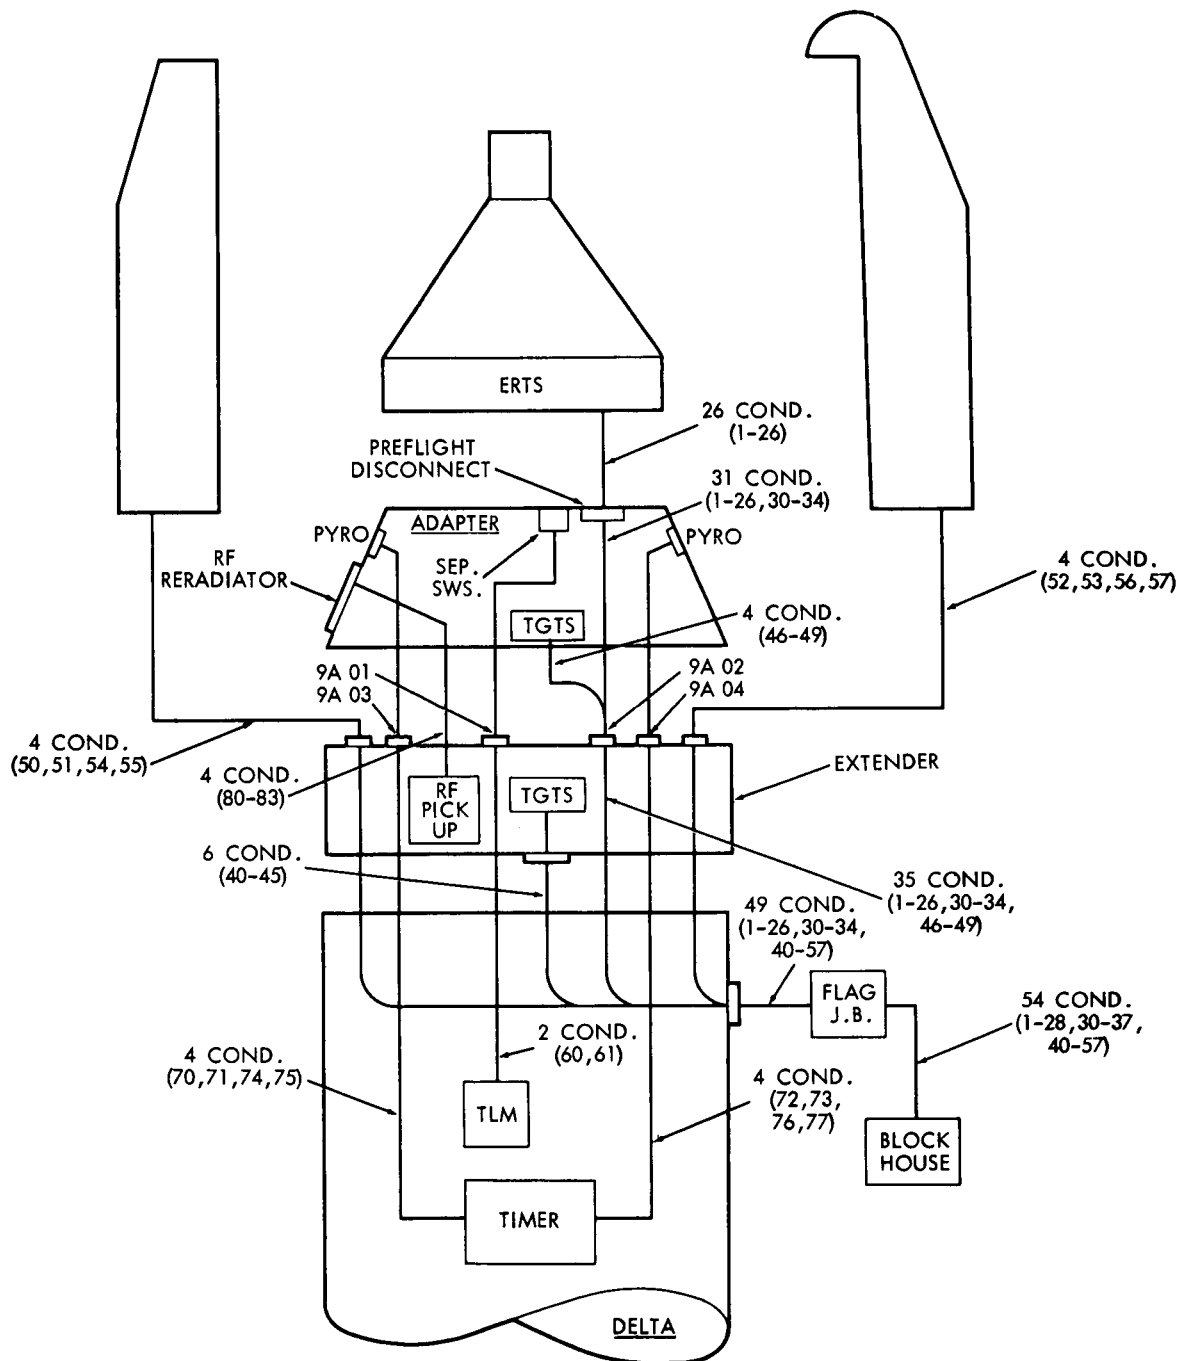 ERTS
26 COND.
(1-26)
PREFLIGHT
DISCONNECT
31 COND.
(1-26,30-34)
ADAPTER
PYRO
PYRO
SEP.
SWS.
RF
RERADIATOR
4 COND.
(52,53,56,57)
TGTS
4 COND.
(46-49)
9A 01
9A 03
9A 02
9A 04
4 COND.
(50,51,54,55)
4 COND.
(80-83)
RF
PICK
UP
TGTS
EXTENDER
6 COND.
(40-45)
35 COND.
(1-26,30-34,
46-49)
49 COND.
(1-26,30-34,
40-57)
FLAG
J.B.
54 COND.
(1-28,30-37,
40-57)
2 COND.
(60,61)
4 COND.
(70,71,74,75)
4 COND.
(72,73,
76,77)
TLM
BLOCK
HOUSE
TIMER
DELTA